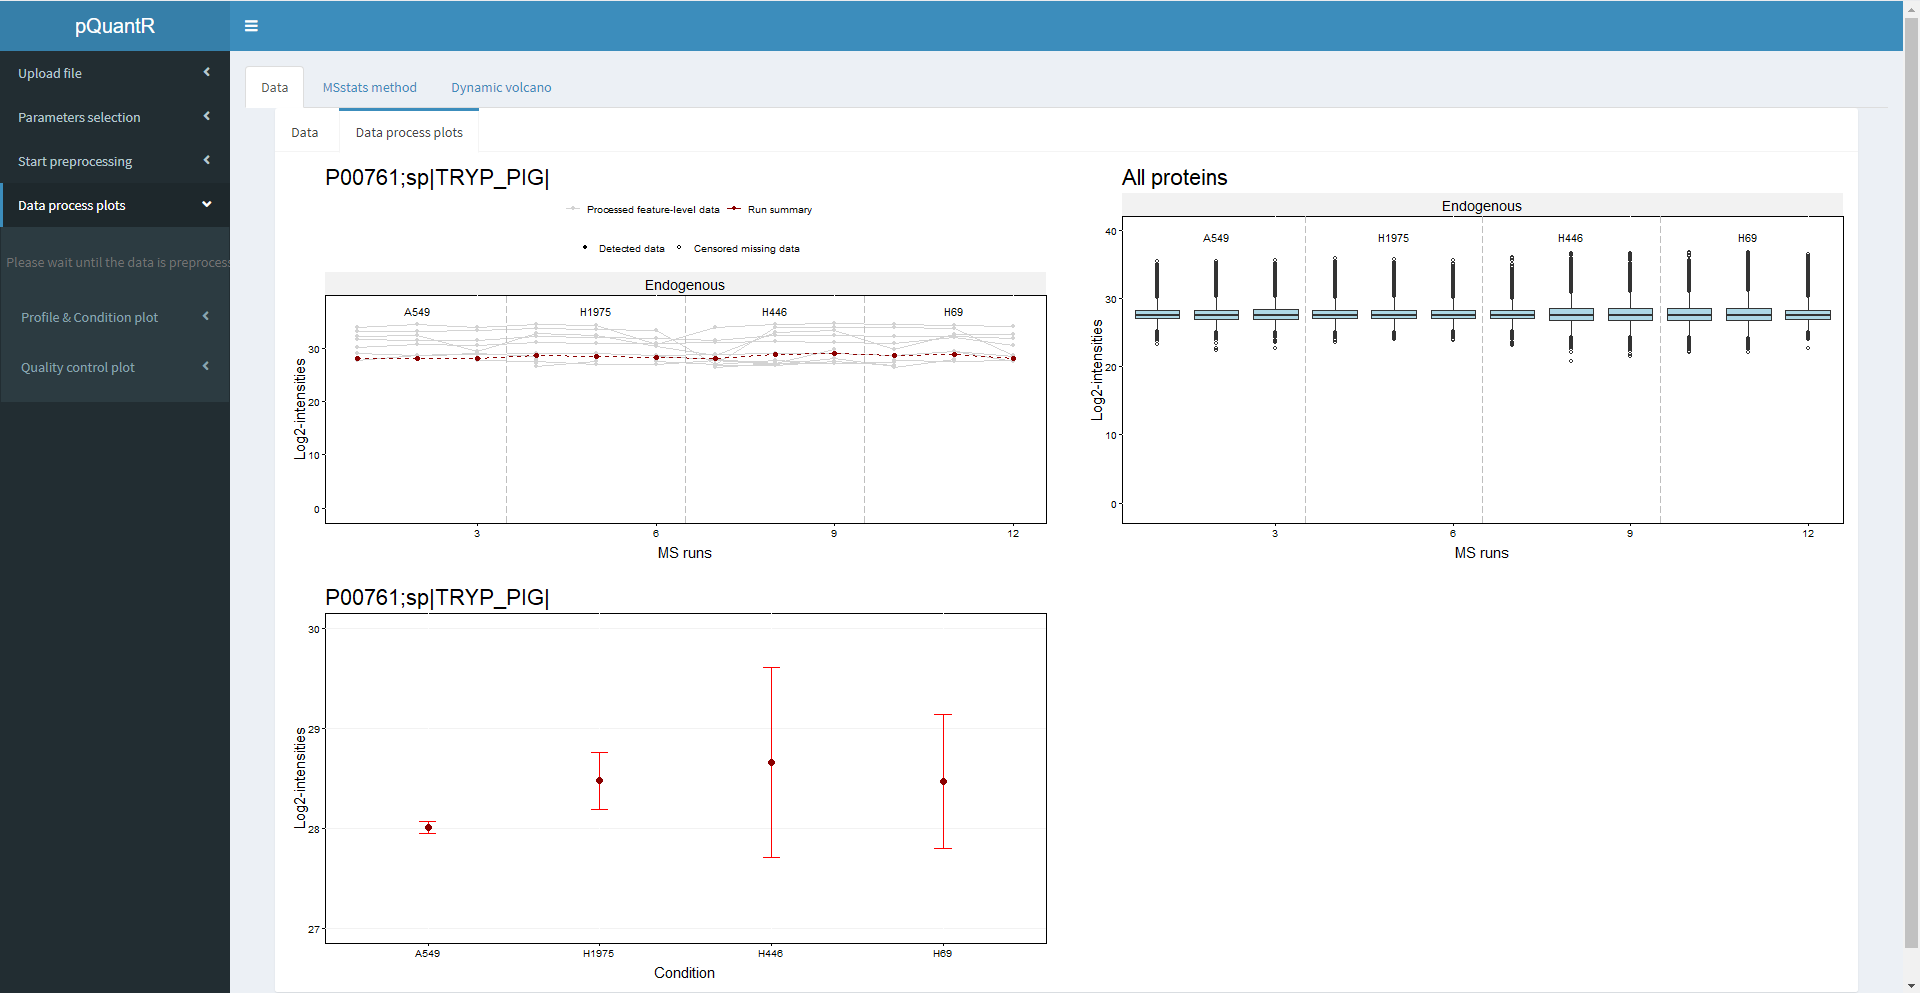 pQuantR
Upload file
Parameters selection
Start preprocessing
Data process plots
Please wait until the data is preprocess
Profile & Condition plot
Quality control plot
Data
MSstats method
Dynamic volcano
Data
Data process plots
P00761;sp|TRYP_PIG|
Processed feature-level data
Run summary
Detected data
Censored missing data
Endogenous
A549
H1975
H446
H69
30
20
10
0
Log2-intensities
3
6
9
12
MS runs
All proteins
Endogenous
A549
H1975
H446
H69
40
30
20
10
0
Log2-intensities
3
6
9
12
MS runs
P00761;sp|TRYP_PIG|
30
29
28
27
Log2-intensities
A549
H1975
H446
H69
Condition